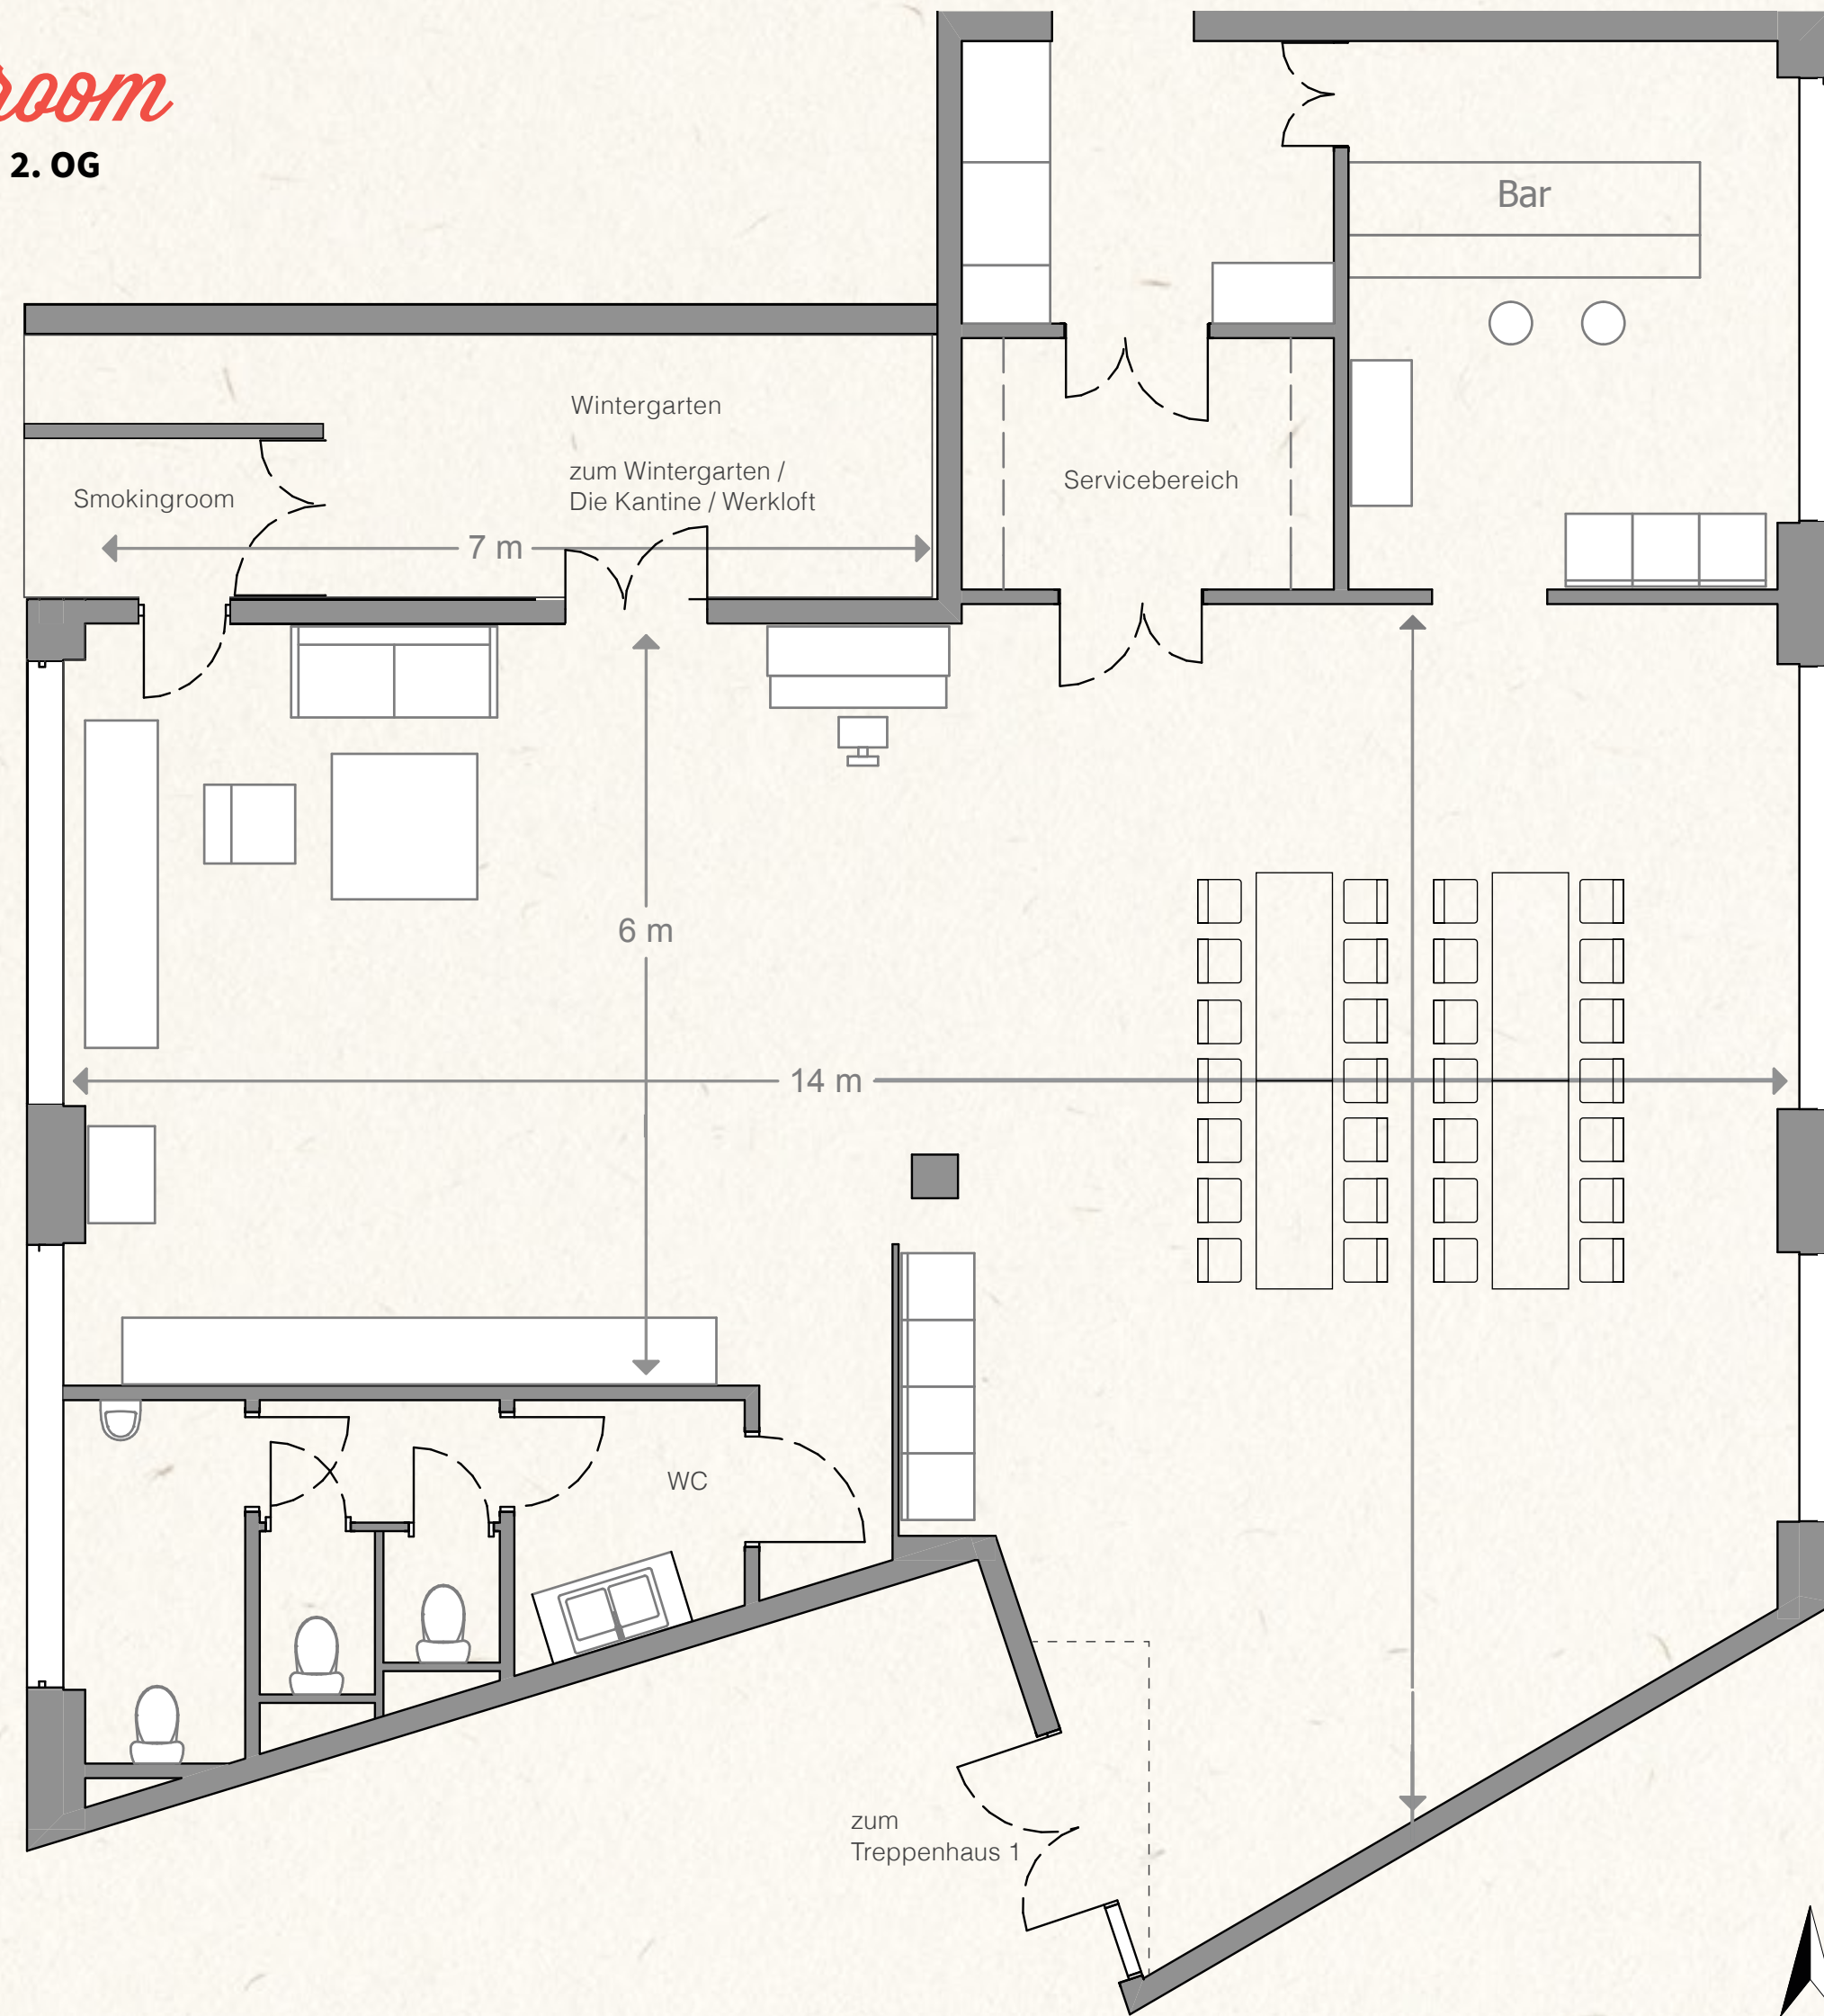 room
2. OG
Bar
Wintergarten
zum Wintergarten /
Die Kantine / Werkloft
Servicebereich
Smokingroom
7 m
6 m
14 m
WC
zum
Treppenhaus 1